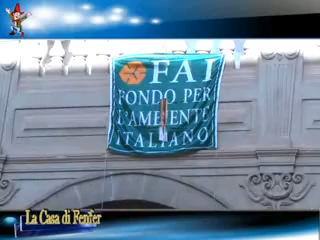 FAI
FONDO PER
L'AMBIENTE
ITALIANO
La Casa di Fenfer